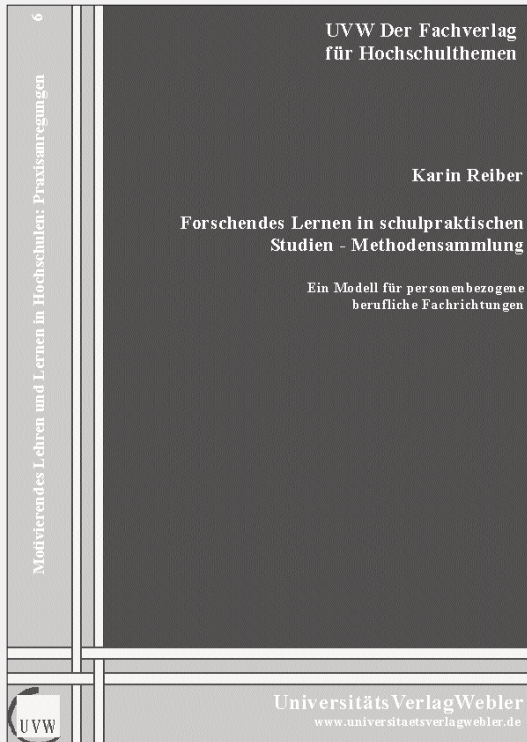 UVW Der Fachverlag
für Hochschulthemen
Karin Reiber
Forschendes Lernen in schulpraktischen
Studien - Methodensammlung
Ein Modell für personenbezogene
berufliche Fachrichtungen
Motivierendes Lehren und Lernen in Hochschulen: Praxisanregungen 6
UniversitätsVerlagWebler
www.universitaetsverlagwebler.de
UVW